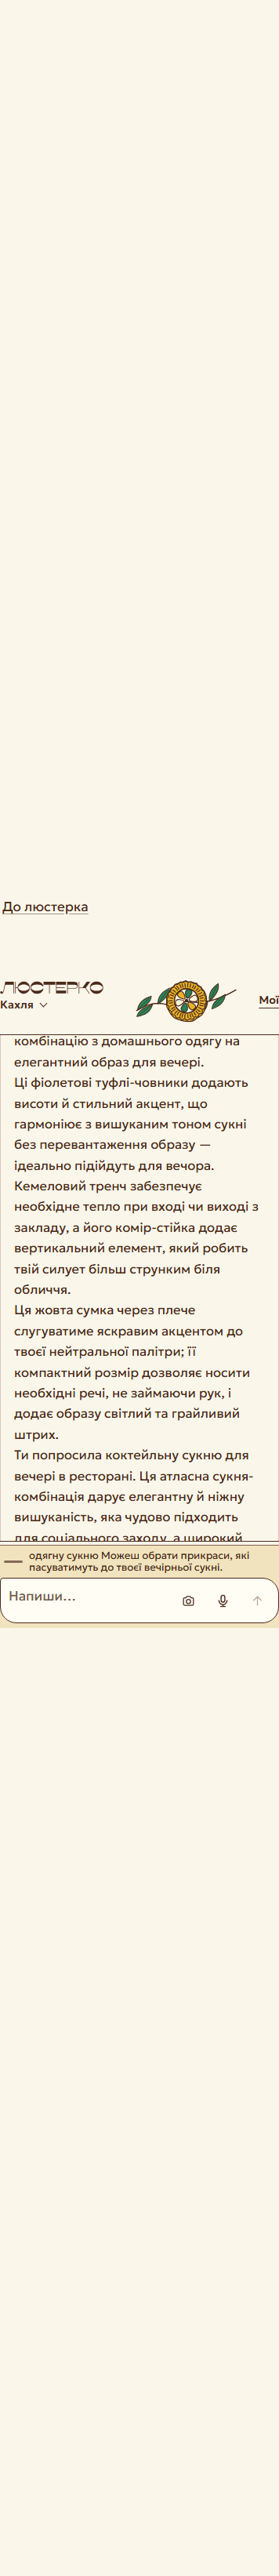 До люстерка
ЛЮСТЕРКО
Кахля
Мої
комбінацію з домашнього одягу на
елегантний образ для вечері.
Ці фіолетові туфлі-човники додають
висоти й стильний акцент, що
гармоніює з вишуканим тоном сукні
без перевантаження образу —
ідеально підійдуть для вечора.
Кемеловий тренч забезпечує
необхідне тепло при вході чи виході з
закладу, а його комір-стійка додає
вертикальний елемент, який робить
твій силует більш струнким біля
обличчя.
Ця жовта сумка через плече
слугуватиме яскравим акцентом до
твоєї нейтральної палітри; її
компактний розмір дозволяє носити
необхідні речі, не займаючи рук, і
додає образу світлий та грайливий
штрих.
Ти попросила коктейльну сукню для
вечері в ресторані. Ця атласна сукня-
комбінація дарує елегантну й ніжну
вишуканість, яка чудово підходить
для соціального заходу, а широкий
одягну сукню Можеш обрати прикраси, які
пасуватимуть до твоєї вечірньої сукні.
Напиши...